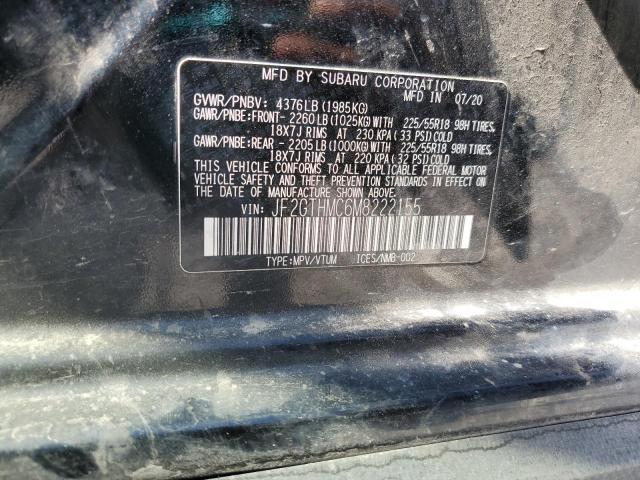 MFD BY SUBARU CORPORATION
MFD IN 07/20
GVWR/PNBV: 4376LB(1985KG)
GAWR/PNBE:FRONT-2260LB(1025KG)WITH 225/55R18 98H TIRES,
18X7J RIMS AT 230 KPA(33 PSI)COLD
GAWR/PNBE:REAR -2205LB(1000KG)WITH 225/55R18 98H TIRES,
18X7J RIMS AT 220 KPA(32 PSI)COLD
THIS VEHICLE CONFORMS TO ALL APPLICABLE FEDERAL MOTOR
VEHICLE SAFETY AND THEFT PREVENTION STANDARDS IN EFFECT ON
THE DATE OF MANUFACTURE SHOWN ABOVE.
VIN: JF2GTHMC6M8222155
TYPE:MPV/VTUM ICES/NMB-002